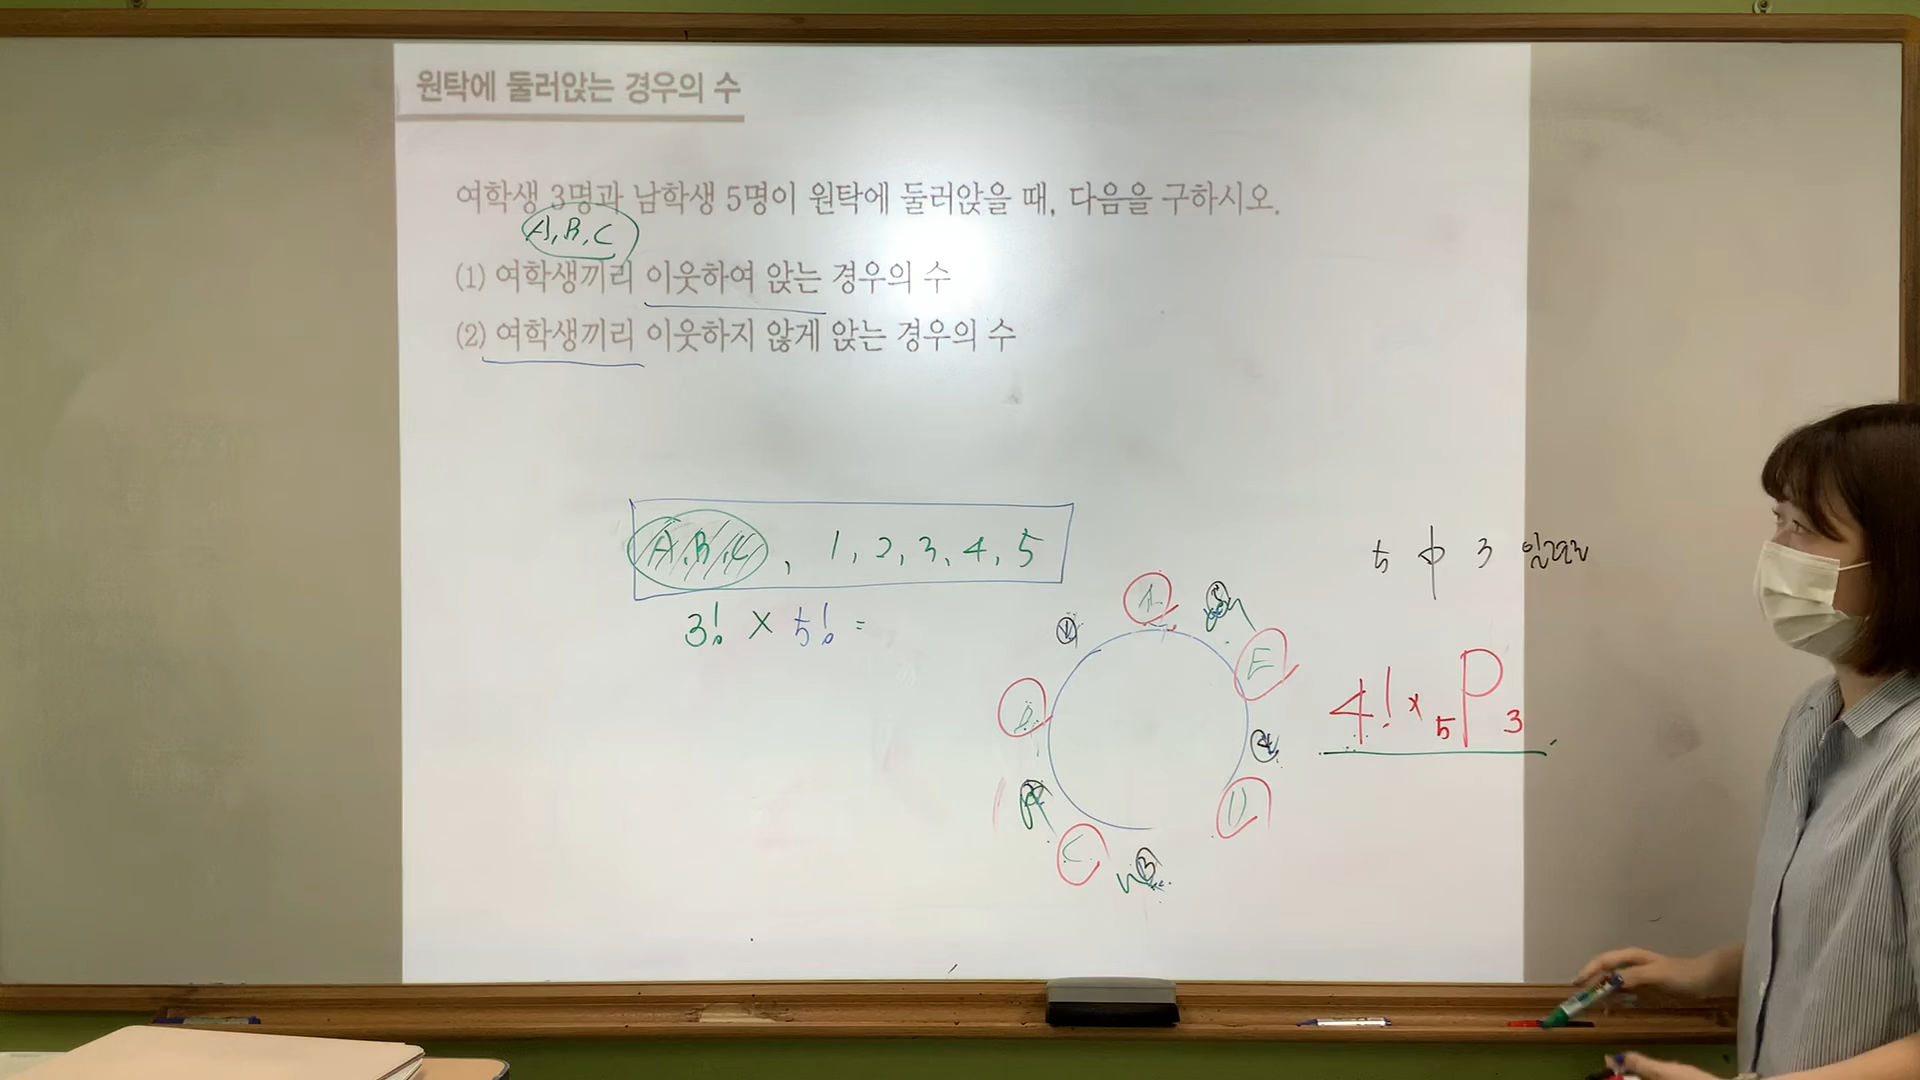 원탁에 둘러앉는 경우의 수
여학생 3명과 남학생 5명이 원탁에 둘러앉을 때, 다음을 구하시오.
A, B, C
(1) 여학생끼리 이웃하여 앉는 경우의 수
(2) 여학생끼리 이웃하지 않게 앉는 경우의 수
A, B, C, 1, 2, 3, 4, 5
3! × 5! =
5 中 3
A
E
D
C
4! × ₅P₃